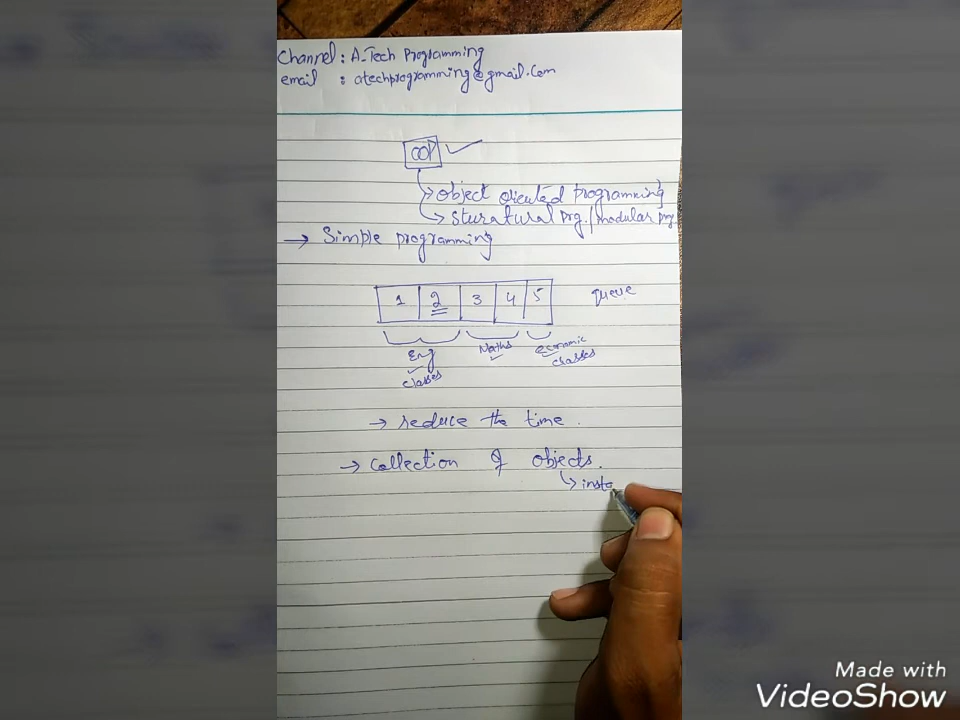 Channel: A-Tech Programming
email : atechprogramming@gmail.com
OOP
object oriented programming
Sturatural prg./modular prg.
→ Simple programming
1 2 3 4 5 queue
Eng classes
Maths
economic classes
→ reduce the time.
→ Collection of objects.
insta
Made with
VideoShow